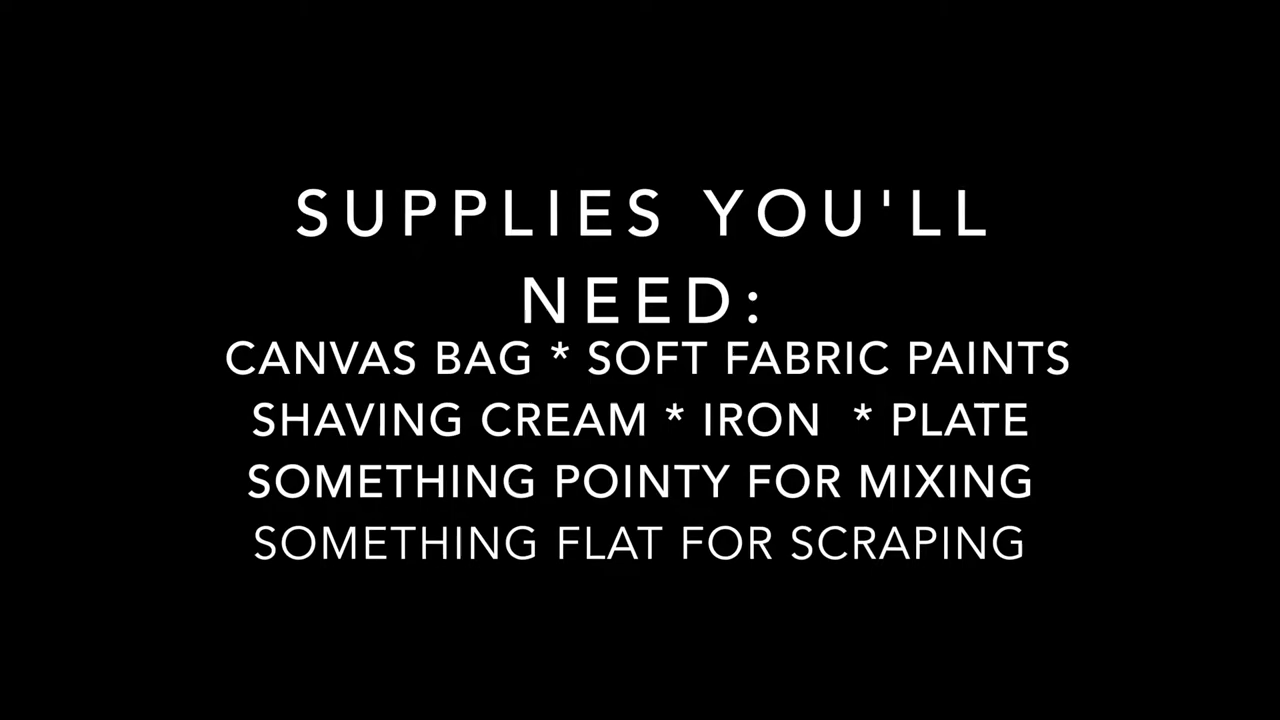 SUPPLIES YOU'LL
NEED:
CANVAS BAG * SOFT FABRIC PAINTS
SHAVING CREAM * IRON  * PLATE
SOMETHING POINTY FOR MIXING
SOMETHING FLAT FOR SCRAPING